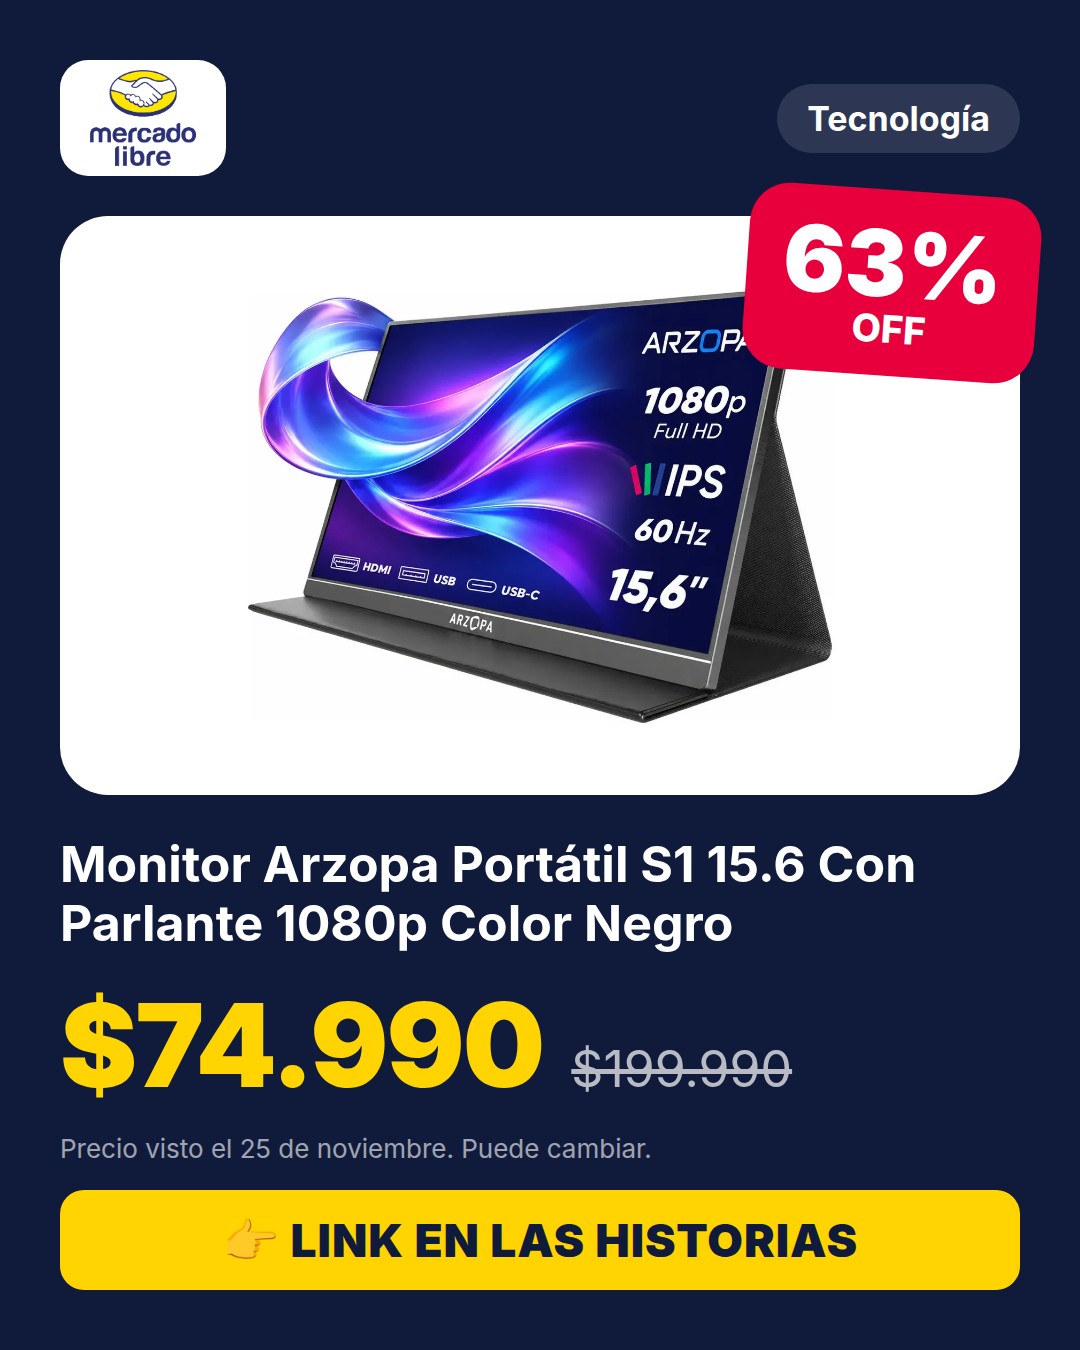 mercado
libre
Tecnología
63%
OFF
1080p
Full HD
IPS
60 Hz
15,6"
HDMI USB USB-C
ARZOPA
Monitor Arzopa Portátil S1 15.6 Con
Parlante 1080p Color Negro
$74.990 $199.990
Precio visto el 25 de noviembre. Puede cambiar.
👉 LINK EN LAS HISTORIAS